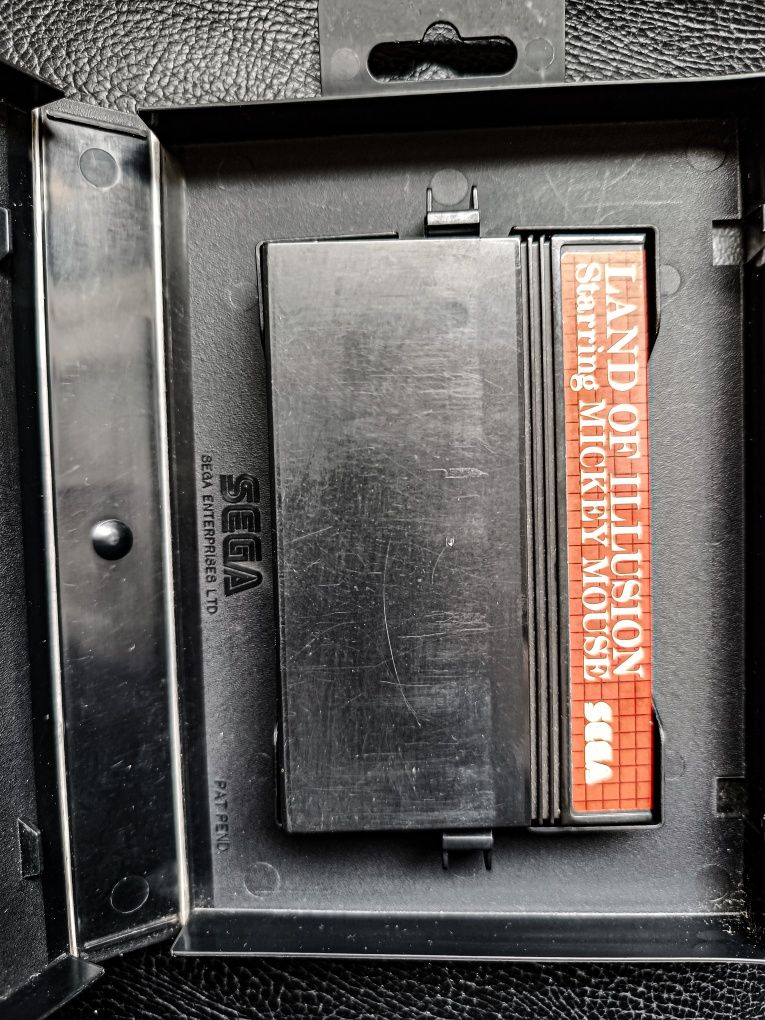 LAND OF ILLUSION
Starring MICKEY MOUSE SEGA
SEGA
SEGA ENTERPRISES LTD
PAT PEND.